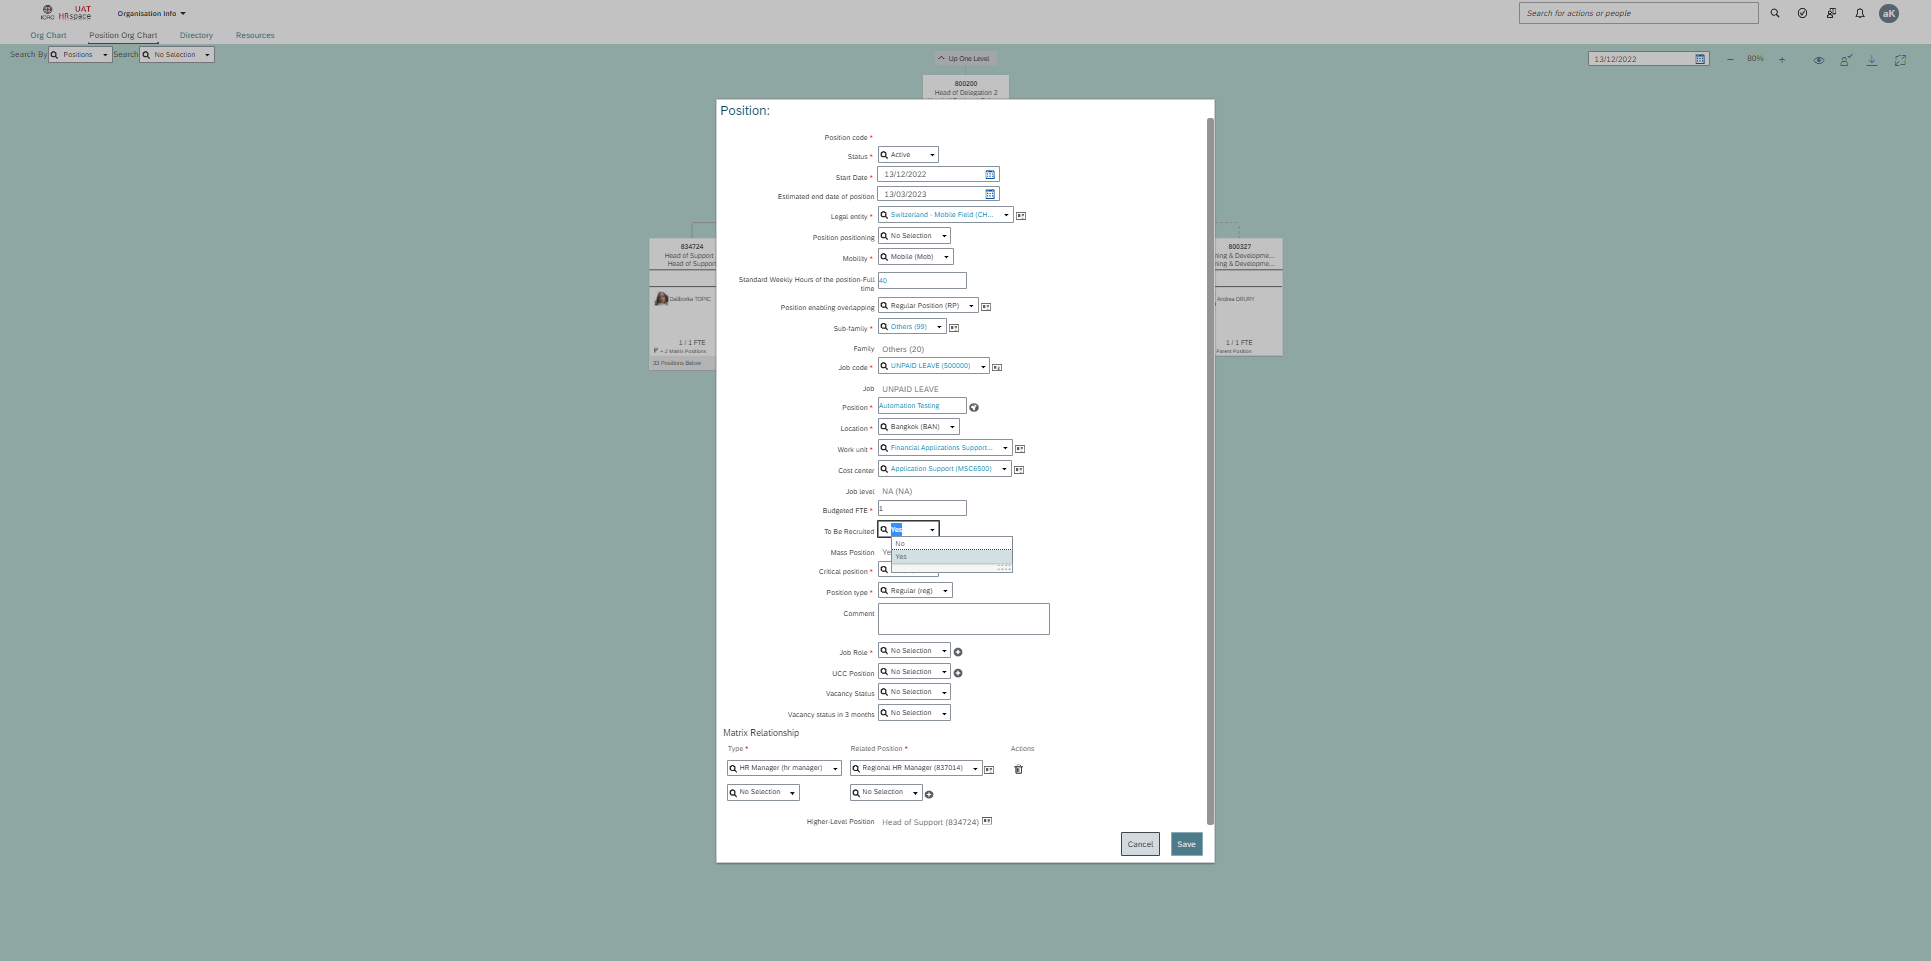 ICRC
UAT
HRspace
Organisation Info
Search for actions or people
aK
Org Chart
Position Org Chart
Directory
Resources
Search By
Positions
Search
No Selection
Up One Level
13/12/2022
80%
800200
Head of Delegation 2
834724
Head of Support
Head of Support
Daliborka TOPIC
1 / 1 FTE
+ 2 Matrix Positions
33 Positions Below
800327
ning & Developme...
ng & Developme...
Andrea DRURY
1 / 1 FTE
Parent Position
Position:
Position code *
Status * Active
Start Date * 13/12/2022
Estimated end date of position 13/03/2023
Legal entity * Switzerland - Mobile Field (CH...
Position positioning No Selection
Mobility * Mobile (Mob)
Standard Weekly Hours of the position-Full
time
40
Position enabling overlapping Regular Position (RP)
Sub-family * Others (99)
Family Others (20)
Job code * UNPAID LEAVE (500000)
Job UNPAID LEAVE
Position * Automation Testing
Location * Bangkok (BAN)
Work unit * Financial Applications Support...
Cost center Application Support (MSC6500)
Job level NA (NA)
Budgeted FTE * 1
To Be Recruited Yes
No
Mass Position Ye
Yes
Critical position *
Position type * Regular (reg)
Comment
Job Role * No Selection
UCC Position No Selection
Vacancy Status No Selection
Vacancy status in 3 months No Selection
Matrix Relationship
Type * Related Position * Actions
HR Manager (hr manager) Regional HR Manager (837014)
No Selection No Selection
Higher-Level Position Head of Support (834724)
Cancel Save